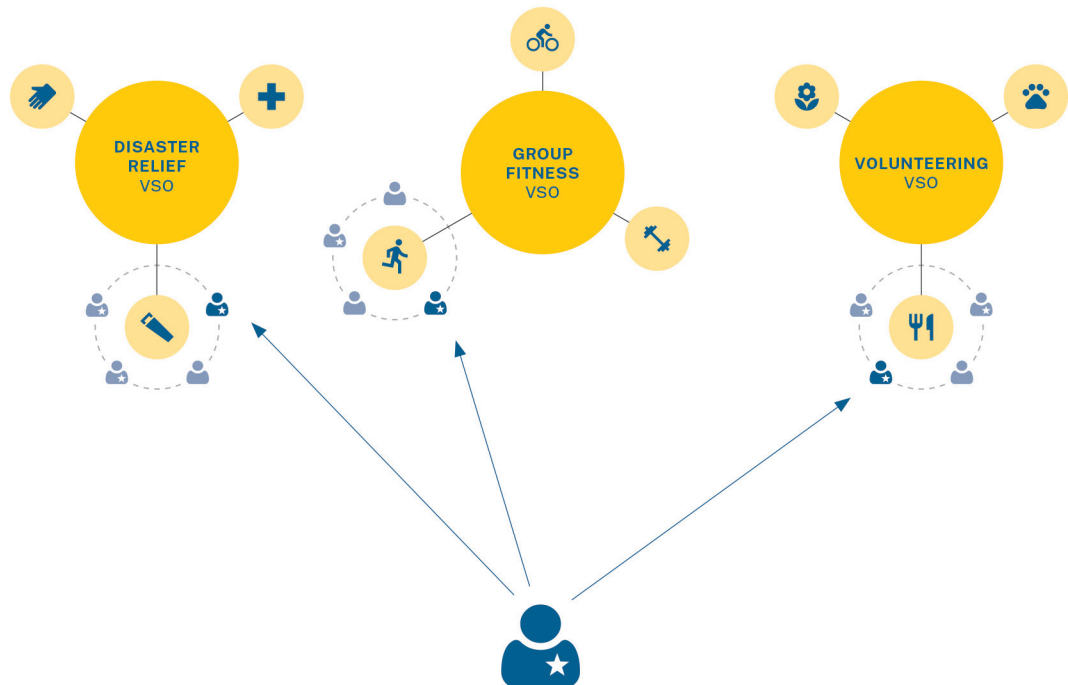 DISASTER
RELIEF
VSO
GROUP
FITNESS
VSO
VOLUNTEERING
VSO